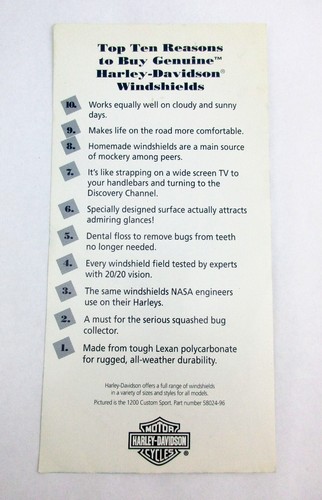 Top Ten Reasons
to Buy Genuine™
Harley-Davidson®
Windshields
10. Works equally well on cloudy and sunny
days.
9. Makes life on the road more comfortable.
8. Homemade windshields are a main source
of mockery among peers.
7. It's like strapping on a wide screen TV to
your handlebars and turning to the
Discovery Channel.
6. Specially designed surface actually attracts
admiring glances!
5. Dental floss to remove bugs from teeth
no longer needed.
4. Every windshield field tested by experts
with 20/20 vision.
3. The same windshields NASA engineers
use on their Harleys.
2. A must for the serious squashed bug
collector.
1. Made from tough Lexan polycarbonate
for rugged, all-weather durability.
Harley-Davidson offers a full range of windshields
in a variety of sizes and styles for all models.
Pictured is the 1200 Custom Sport. Part number 58024-96
MOTOR
HARLEY-DAVIDSON
CYCLES
®